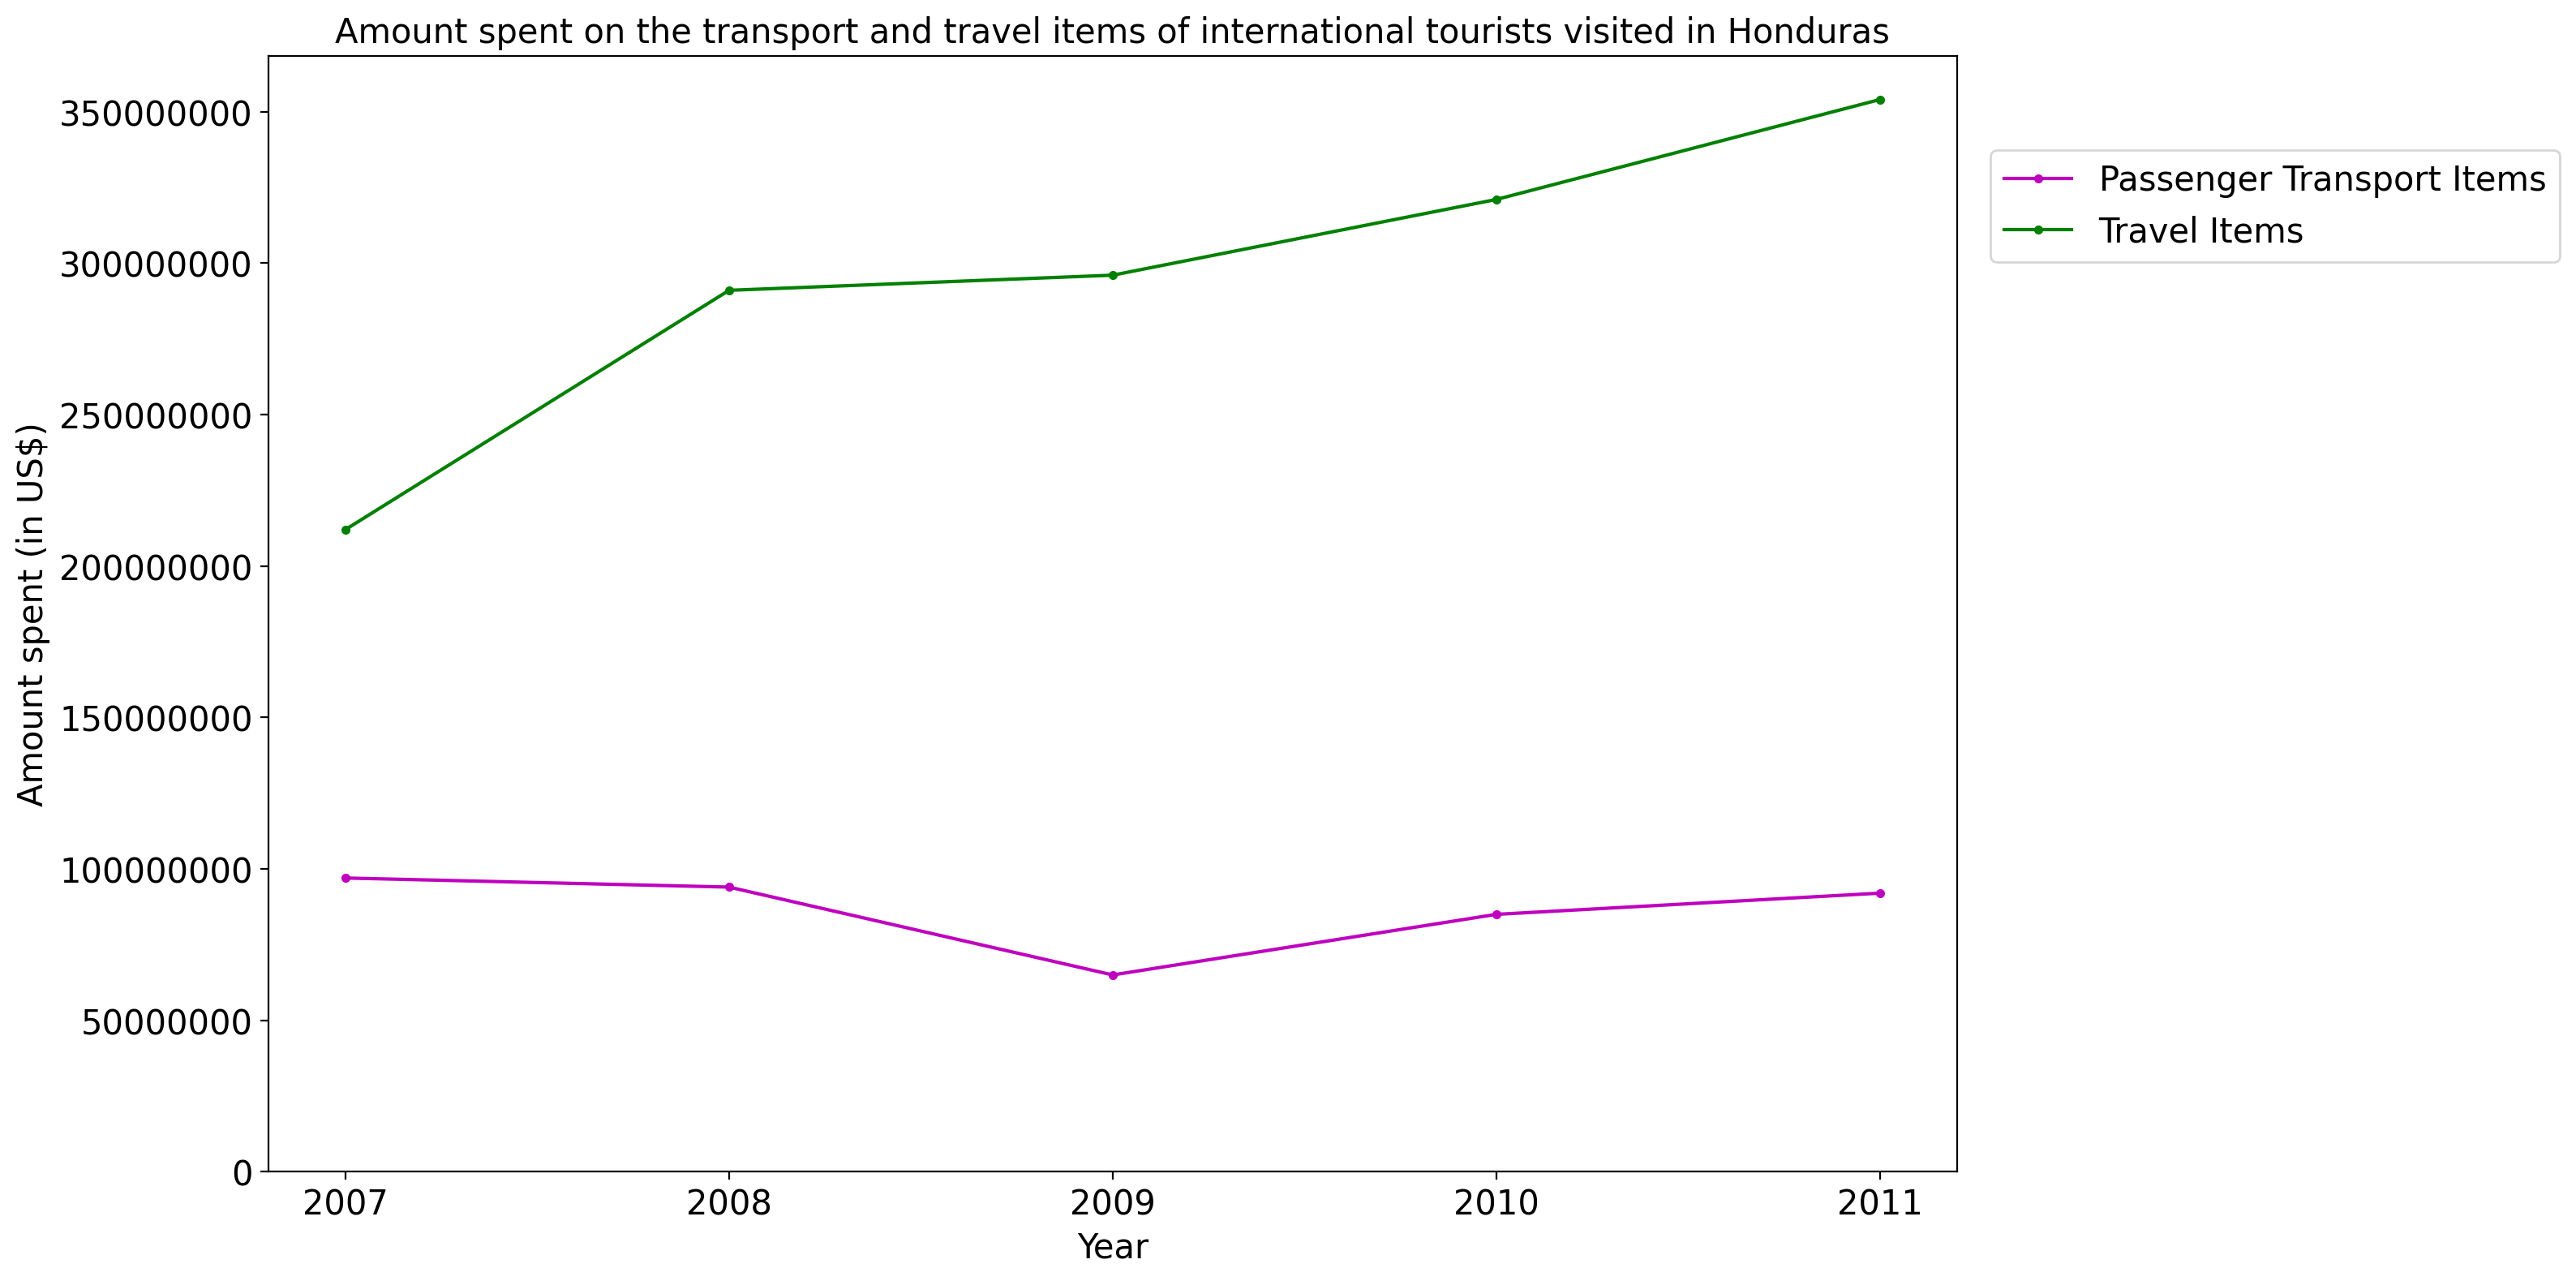 Amount spent on the transport and travel items of international tourists visited in Honduras
Amount spent (in US$)
350000000
300000000
250000000
200000000
150000000
100000000
50000000
0
2007 2008 2009 2010 2011
Year
Passenger Transport Items
Travel Items